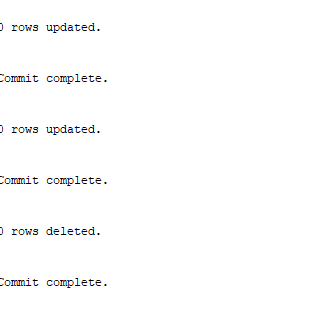 0 rows updated.
Commit complete.
0 rows updated.
Commit complete.
0 rows deleted.
Commit complete.